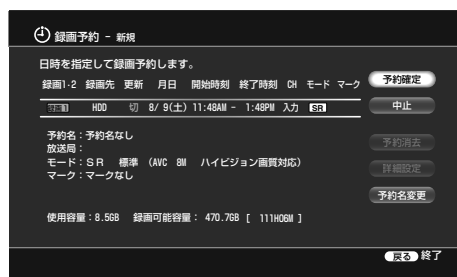 録画予約 - 新規
日時を指定して録画予約します。
録画1·2 録画先 更新 月日 開始時刻 終了時刻 CH モード マーク
録画1 HDD 切 8/ 9(土) 11:48AM - 1:48PM 入力 SR
予約名：予約名なし
放送局：
モード：ＳＲ 標準 (AVC 8M ハイビジョン画質対応)
マーク：マークなし
使用容量：8.5GB 録画可能容量： 470.7GB [ 111H06M ]
予約確定
中止
予約消去
詳細設定
予約名変更
戻る 終了